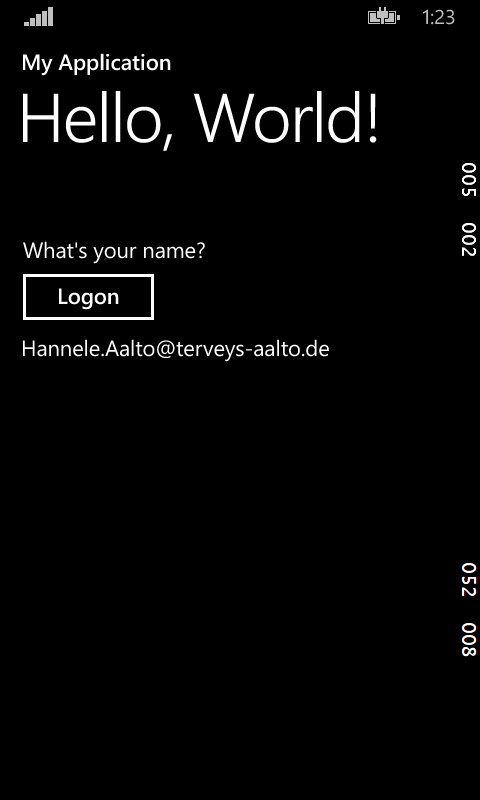 1:23
My Application
Hello, World!
005
002
What's your name?
Logon
Hannele.Aalto@terveys-aalto.de
052
008